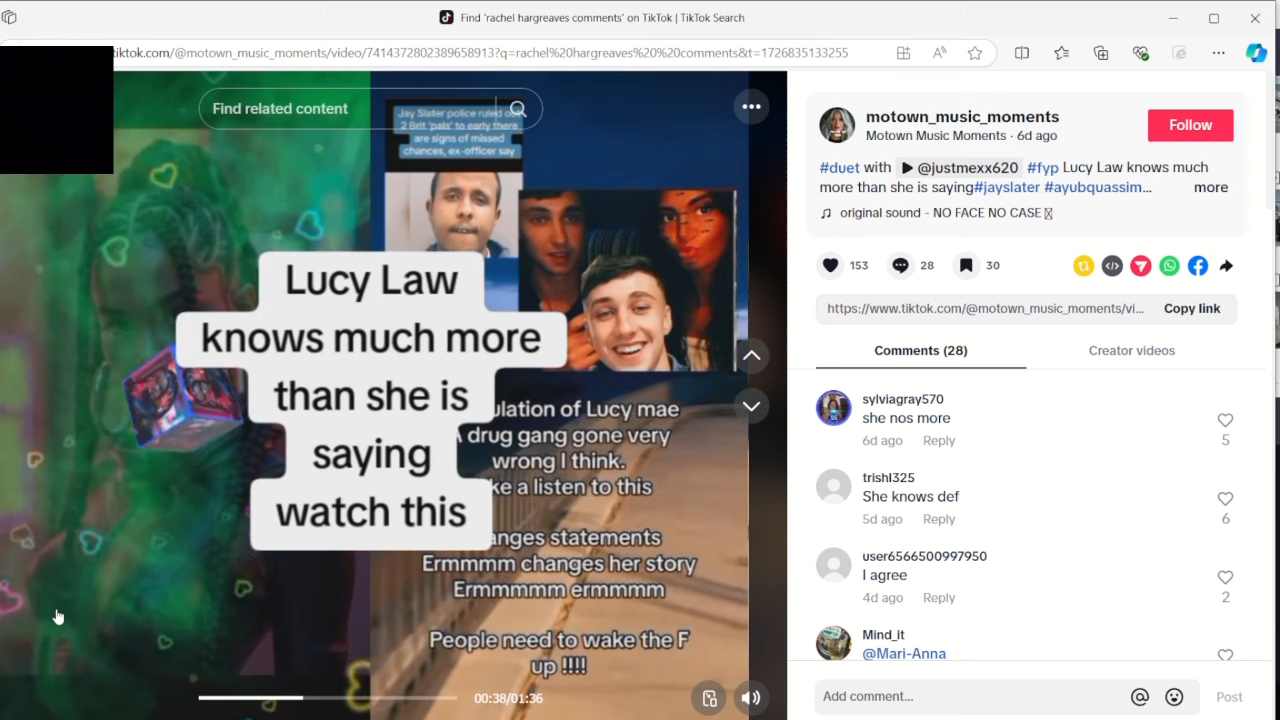 Find 'rachel hargreaves comments' on TikTok | TikTok Search
tiktok.com/@motown_music_moments/video/7414372802389658913?q=rachel%20hargreaves%20%20comments&t=1726835133255
Find related content
Jay Slater police ruled out
2 Brit 'pals' to early there
are signs of missed
chances, ex-officer say
Lucy Law
knows much more
than she is
saying
watch this
of Lucy mae
drug gang gone very
wrong I think.
a listen to this
statements
Ermmmm changes her story
Ermmmmm ermmmm
People need to wake the F
up !!!!
00:38/01:36
motown_music_moments
Motown Music Moments · 6d ago
Follow
#duet with @justmexx620 #fyp Lucy Law knows much
more than she is saying#jayslater #ayubquassim... more
original sound - NO FACE NO CASE
153 28 30
https://www.tiktok.com/@motown_music_moments/vi... Copy link
Comments (28) Creator videos
sylviagray570
she nos more
6d ago Reply
5
trishl325
She knows def
5d ago Reply
6
user6566500997950
I agree
4d ago Reply
2
Mind_it
@Mari-Anna
Add comment... Post